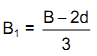 B₁ = (B – 2d) / 3